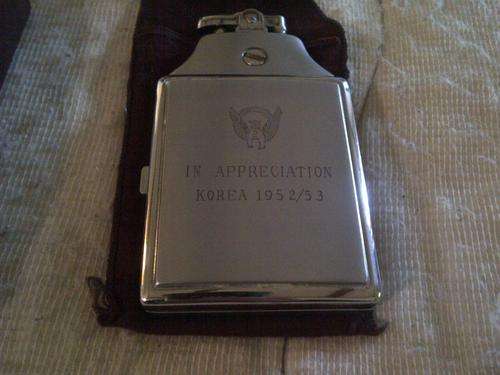 IN APPRECIATION
KOREA 1952/53